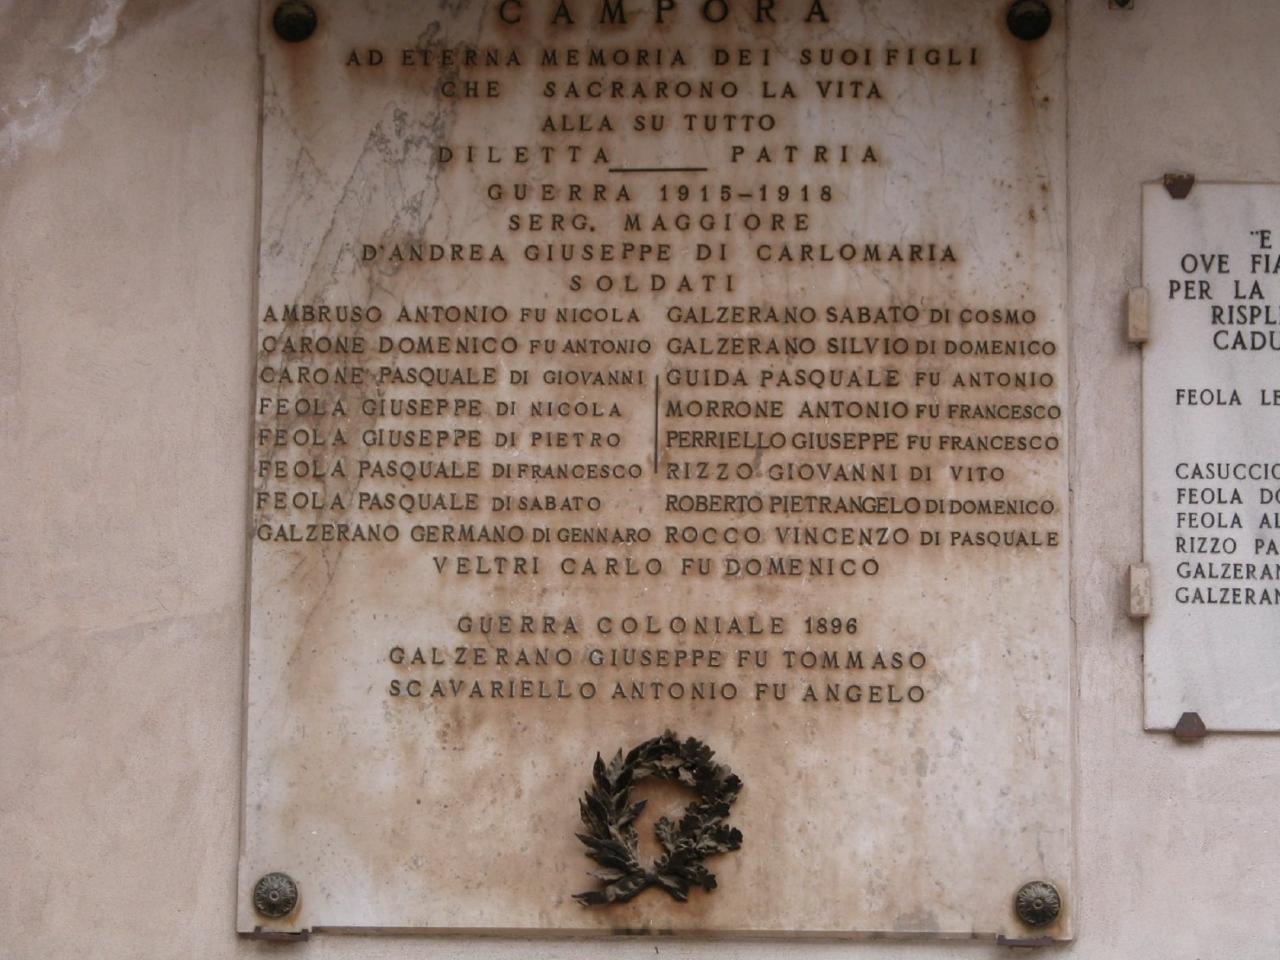 CAMPORA
AD ETERNA MEMORIA DEI SUOI FIGLI
CHE SACRARONO LA VITA
ALLA SU TUTTO
DILETTA PATRIA
GUERRA 1915-1918
SERG. MAGGIORE
D'ANDREA GIUSEPPE DI CARLOMARIA
SOLDATI
AMBRUSO ANTONIO FU NICOLA
CARONE DOMENICO FU ANTONIO
CARONE PASQUALE DI GIOVANNI
FEOLA GIUSEPPE DI NICOLA
FEOLA GIUSEPPE DI PIETRO
FEOLA PASQUALE DI FRANCESCO
FEOLA PASQUALE DI SABATO
GALZERANO GERMANO DI GENNARO
GALZERANO SABATO DI COSMO
GALZERANO SILVIO DI DOMENICO
GUIDA PASQUALE FU ANTONIO
MORRONE ANTONIO FU FRANCESCO
PERRIELLO GIUSEPPE FU FRANCESCO
RIZZO GIOVANNI DI VITO
ROBERTO PIETRANGELO DI DOMENICO
ROCCO VINCENZO DI PASQUALE
VELTRI CARLO FU DOMENICO
GUERRA COLONIALE 1896
GALZERANO GIUSEPPE FU TOMMASO
SCAVARIELLO ANTONIO FU ANGELO
"E
OVE
PER LA
FEOLA
FEOLA
FEOLA
RIZZO